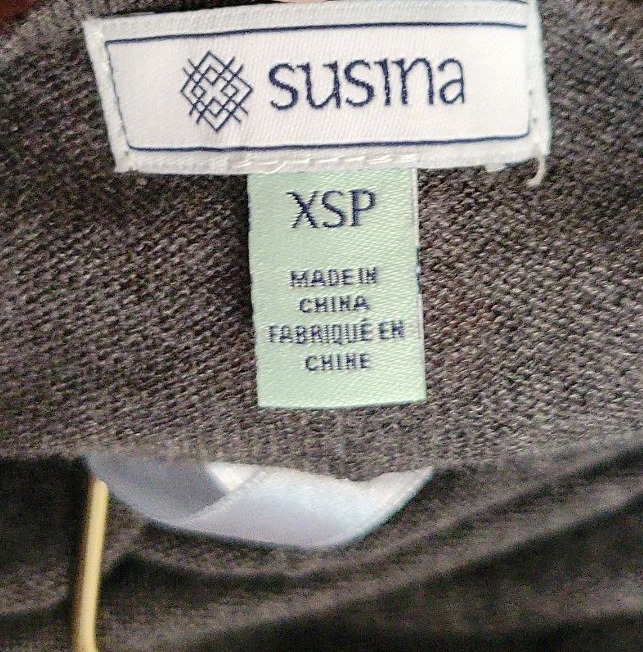 susina
XSP
MADE IN
CHINA
FABRIQUÉ EN
CHINE